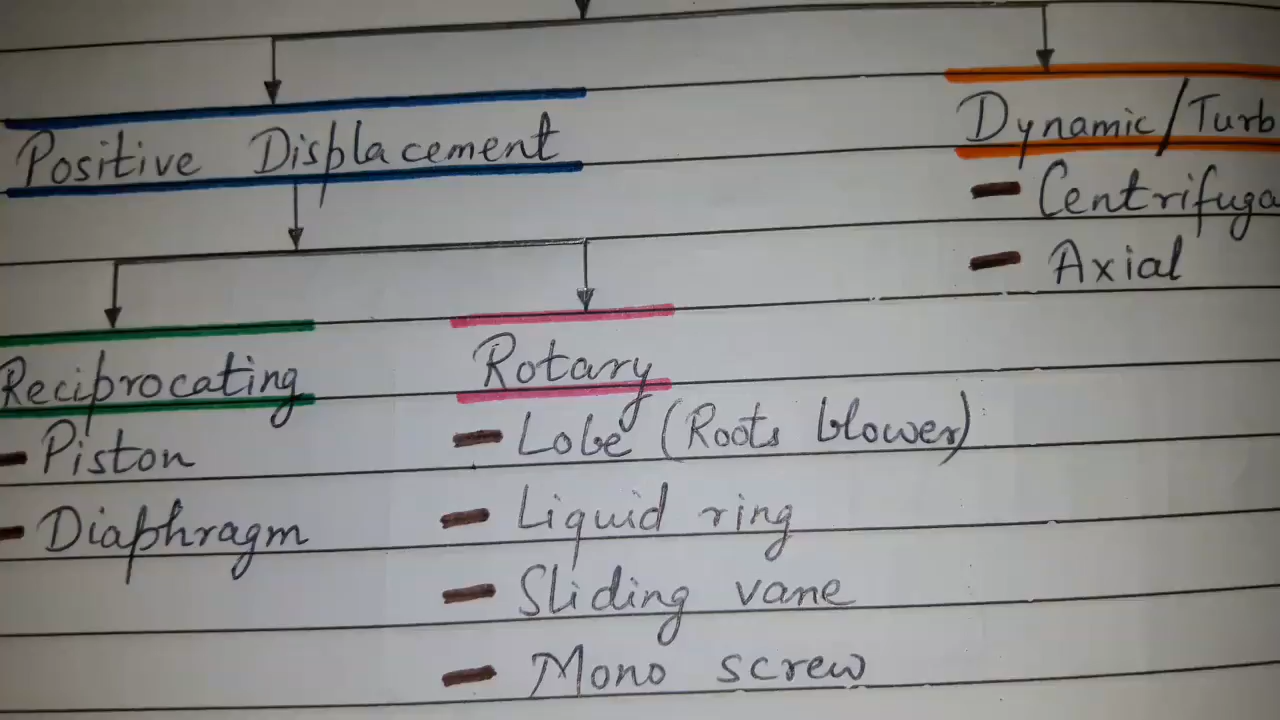 Positive Displacement
Dynamic/Turb
- Centrifuga
- Axial
Reciprocating
- Piston
- Diaphragm
Rotary
- Lobe (Roots blower)
- Liquid ring
- Sliding vane
- Mono screw